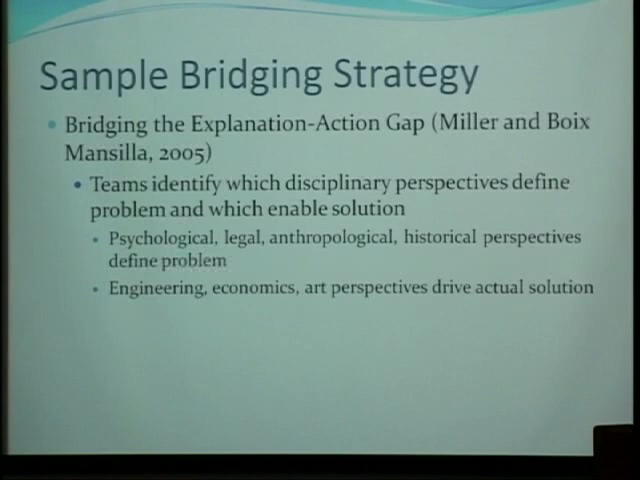 Sample Bridging Strategy
• Bridging the Explanation-Action Gap (Miller and Boix
Mansilla, 2005)
• Teams identify which disciplinary perspectives define
problem and which enable solution
• Psychological, legal, anthropological, historical perspectives
define problem
• Engineering, economics, art perspectives drive actual solution